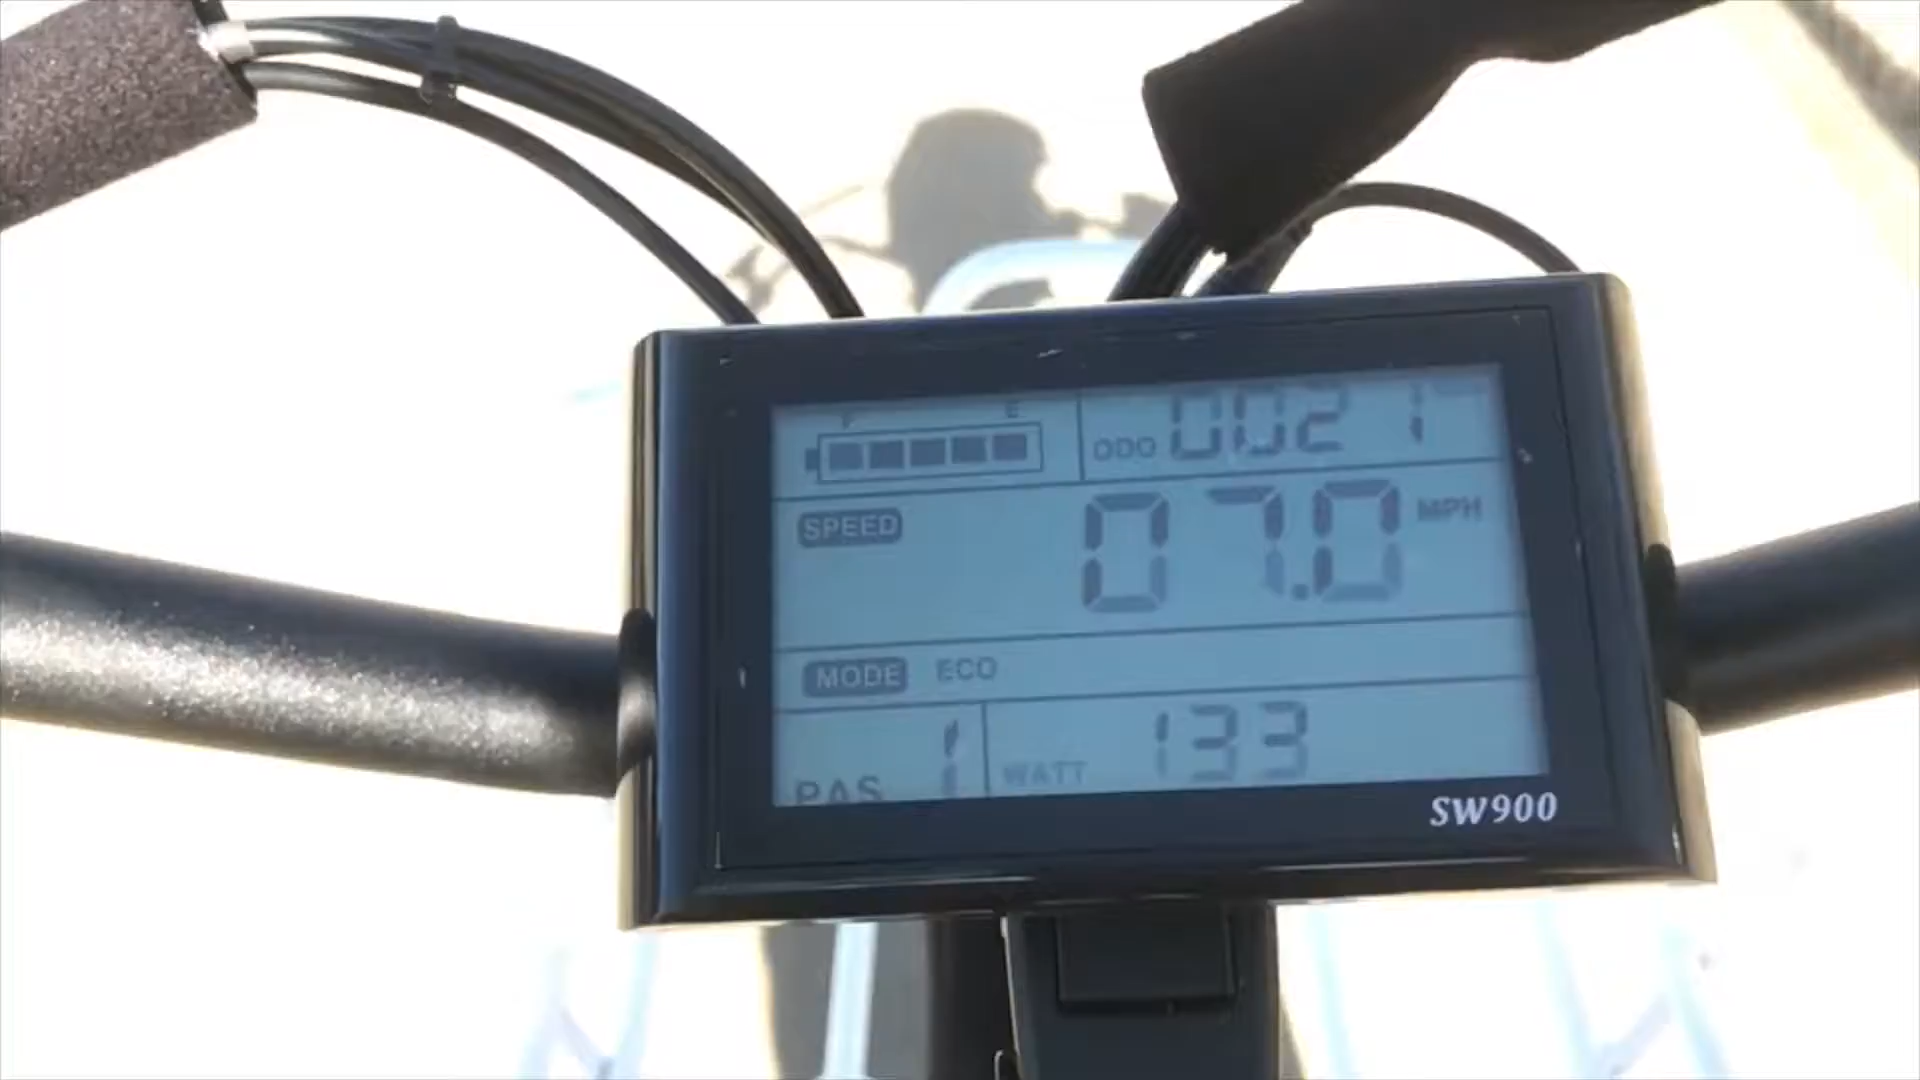 E
ODO 0021
SPEED 07.0 MPH
MODE ECO
PAS 1 WATT 133
SW900